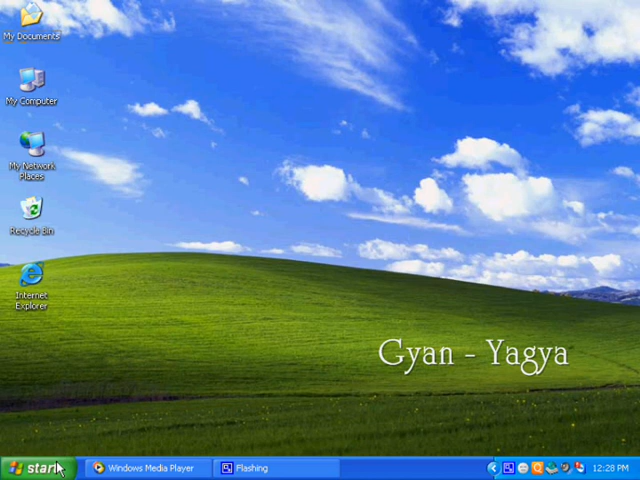 My Documents
My Computer
My Network
Places
Recycle Bin
Internet
Explorer
Gyan - Yagya
start
Windows Media Player
Flashing
12:28 PM